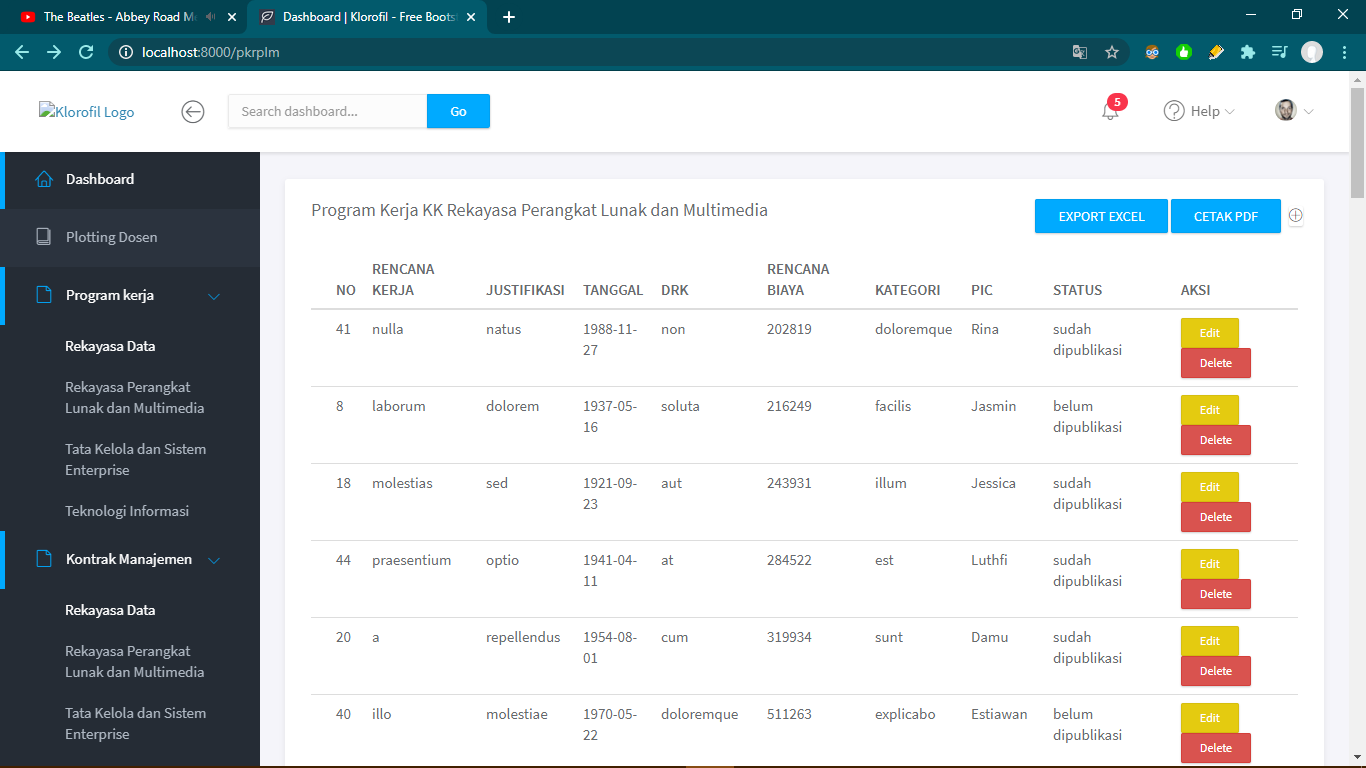 The Beatles - Abbey Road M
Dashboard | Klorofil - Free Boots
localhost:8000/pkrplm
Klorofil Logo
Search dashboard...
Go
5
Help
Dashboard
Plotting Dosen
Program kerja
Rekayasa Data
Rekayasa Perangkat
Lunak dan Multimedia
Tata Kelola dan Sistem
Enterprise
Teknologi Informasi
Kontrak Manajemen
Rekayasa Data
Rekayasa Perangkat
Lunak dan Multimedia
Tata Kelola dan Sistem
Enterprise
Program Kerja KK Rekayasa Perangkat Lunak dan Multimedia
EXPORT EXCEL CETAK PDF
RENCANA RENCANA
NO KERJA JUSTIFIKASI TANGGAL DRK BIAYA KATEGORI PIC STATUS AKSI
41 nulla natus 1988-11- non 202819 doloremque Rina sudah Edit
27 dipublikasi Delete
8 laborum dolorem 1937-05- soluta 216249 facilis Jasmin belum Edit
16 dipublikasi Delete
18 molestias sed 1921-09- aut 243931 illum Jessica sudah Edit
23 dipublikasi Delete
44 praesentium optio 1941-04- at 284522 est Luthfi sudah Edit
11 dipublikasi Delete
20 a repellendus 1954-08- cum 319934 sunt Damu sudah Edit
01 dipublikasi Delete
40 illo molestiae 1970-05- doloremque 511263 explicabo Estiawan belum Edit
22 dipublikasi Delete